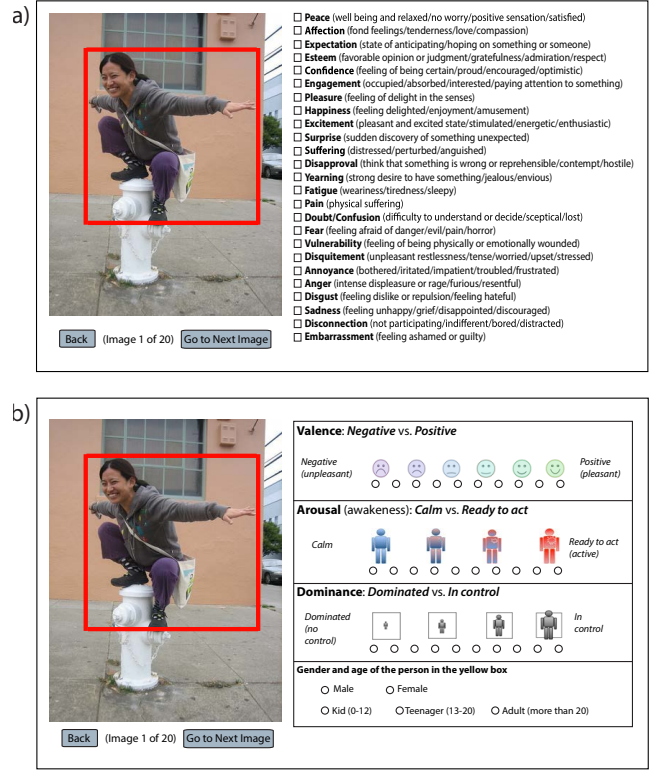 a)
Peace (well being and relaxed/no worry/positive sensation/satisfied)
Affection (fond feelings/tenderness/love/compassion)
Expectation (state of anticipating/hoping on something or someone)
Esteem (favorable opinion or judgment/gratefulness/admiration/respect)
Confidence (feeling of being certain/proud/encouraged/optimistic)
Engagement (occupied/absorbed/interested/paying attention to something)
Pleasure (feeling of delight in the senses)
Happiness (feeling delighted/enjoyment/amusement)
Excitement (pleasant and excited state/stimulated/energetic/enthusiastic)
Surprise (sudden discovery of something unexpected)
Suffering (distressed/perturbed/anguished)
Disapproval (think that something is wrong or reprehensible/contempt/hostile)
Yearning (strong desire to have something/jealous/envious)
Fatigue (weariness/tiredness/sleepy)
Pain (physical suffering)
Doubt/Confusion (difficulty to understand or decide/sceptical/lost)
Fear (feeling afraid of danger/evil/pain/horror)
Vulnerability (feeling of being physically or emotionally wounded)
Disquitement (unpleasant restlessness/tense/worried/upset/stressed)
Annoyance (bothered/iritated/impatient/troubled/frustrated)
Anger (intense displeasure or rage/furious/resentful)
Disgust (feeling dislike or repulsion/feeling hateful)
Sadness (feeling unhappy/grief/disappointed/discouraged)
Disconnection (not participating/indifferent/bored/distracted)
Embarrassment (feeling ashamed or guilty)
Back (Image 1 of 20) Go to Next Image
b)
Valence: Negative vs. Positive
Negative
(unpleasant)
Positive
(pleasant)
Arousal (awakeness): Calm vs. Ready to act
Calm
Ready to act
(active)
Dominance: Dominated vs. In control
Dominated
(no
control)
In
control
Gender and age of the person in the yellow box
Male Female
Kid (0-12) Teenager (13-20) Adult (more than 20)
Back (Image 1 of 20) Go to Next Image